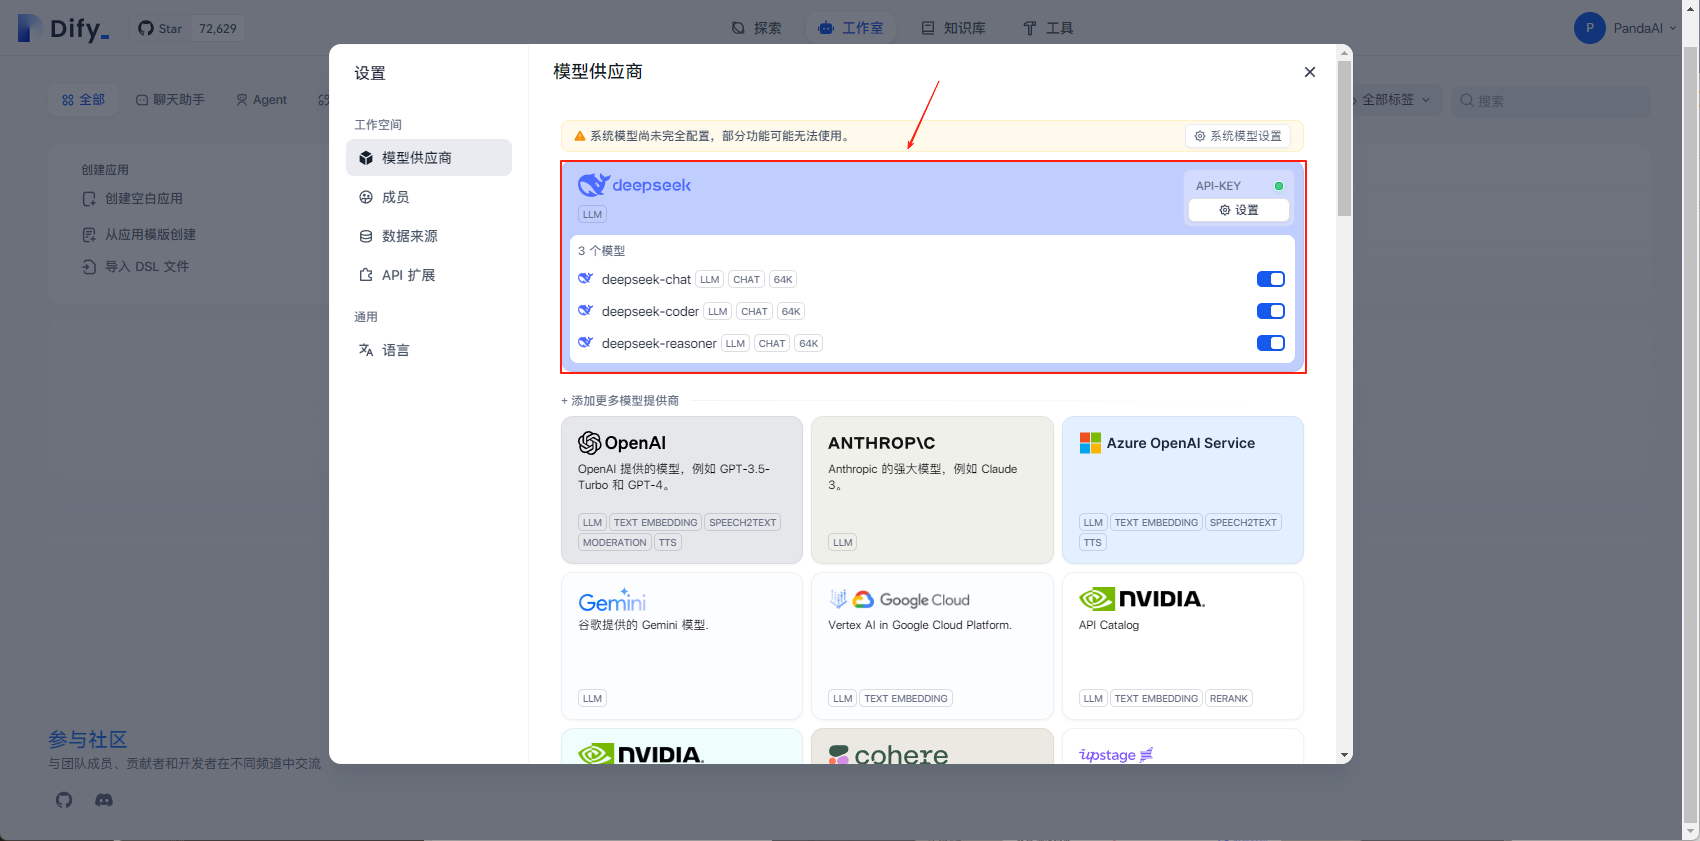 Dify_
Star 72,629
探索
工作室
知识库
工具
P PandaAI
全部
聊天助手
Agent
全部标签
搜索
创建应用
创建空白应用
从应用模版创建
导入 DSL 文件
参与社区
与团队成员、贡献者和开发者在不同频道中交流
设置
工作空间
模型供应商
成员
数据来源
API 扩展
通用
语言
模型供应商
系统模型尚未完全配置，部分功能可能无法使用。
系统模型设置
deepseek
LLM
API-KEY
设置
3 个模型
deepseek-chat LLM CHAT 64K
deepseek-coder LLM CHAT 64K
deepseek-reasoner LLM CHAT 64K
+ 添加更多模型提供商
OpenAI
OpenAI 提供的模型，例如 GPT-3.5-
Turbo 和 GPT-4。
LLM TEXT EMBEDDING SPEECH2TEXT
MODERATION TTS
ANTHROP\C
Anthropic 的强大模型，例如 Claude
3。
LLM
Azure OpenAI Service
LLM TEXT EMBEDDING SPEECH2TEXT
TTS
Gemini
谷歌提供的 Gemini 模型.
LLM
Google Cloud
Vertex AI in Google Cloud Platform.
LLM TEXT EMBEDDING
NVIDIA.
API Catalog
LLM TEXT EMBEDDING RERANK
NVIDIA.
cohere
upstage